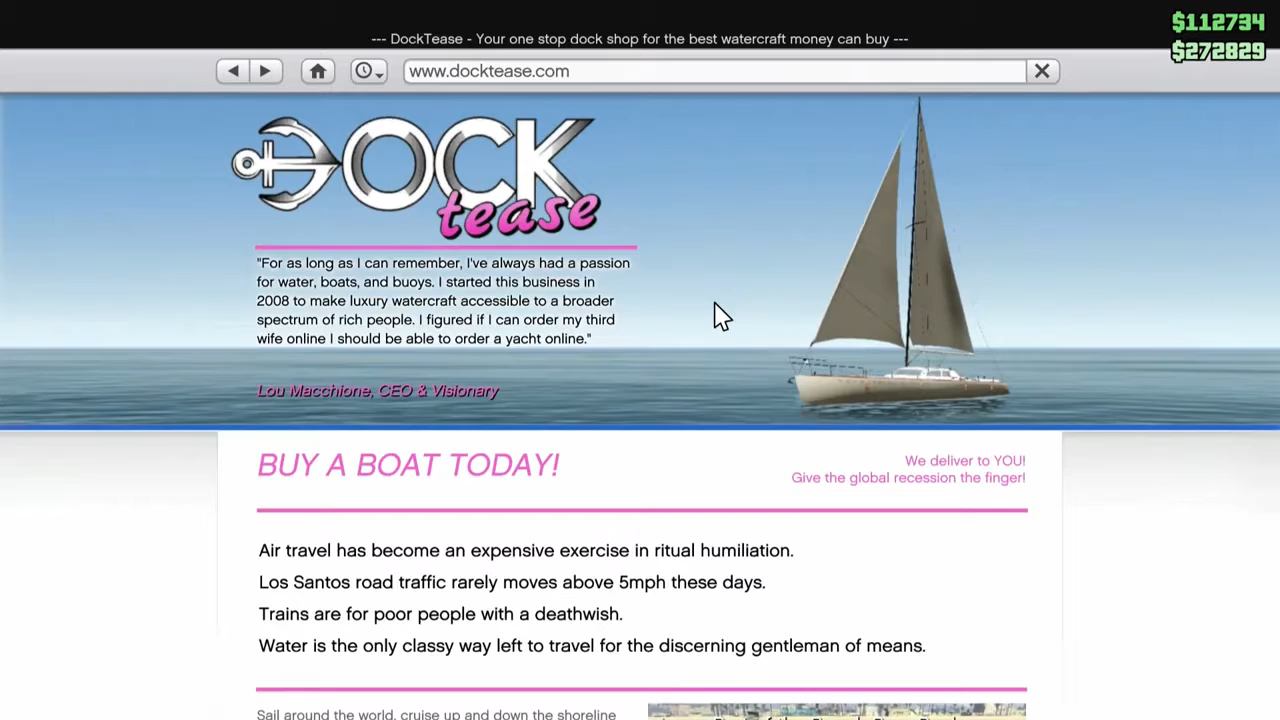 $112734
--- DockTease - Your one stop dock shop for the best watercraft money can buy ---
$272829
www.docktease.com
DOCK
tease
"For as long as I can remember, I've always had a passion
for water, boats, and buoys. I started this business in
2008 to make luxury watercraft accessible to a broader
spectrum of rich people. I figured if I can order my third
wife online I should be able to order a yacht online."
Lou Macchione, CEO & Visionary
BUY A BOAT TODAY!
We deliver to YOU!
Give the global recession the finger!
Air travel has become an expensive exercise in ritual humiliation.
Los Santos road traffic rarely moves above 5mph these days.
Trains are for poor people with a deathwish.
Water is the only classy way left to travel for the discerning gentleman of means.
Sail around the world, cruise up and down the shoreline